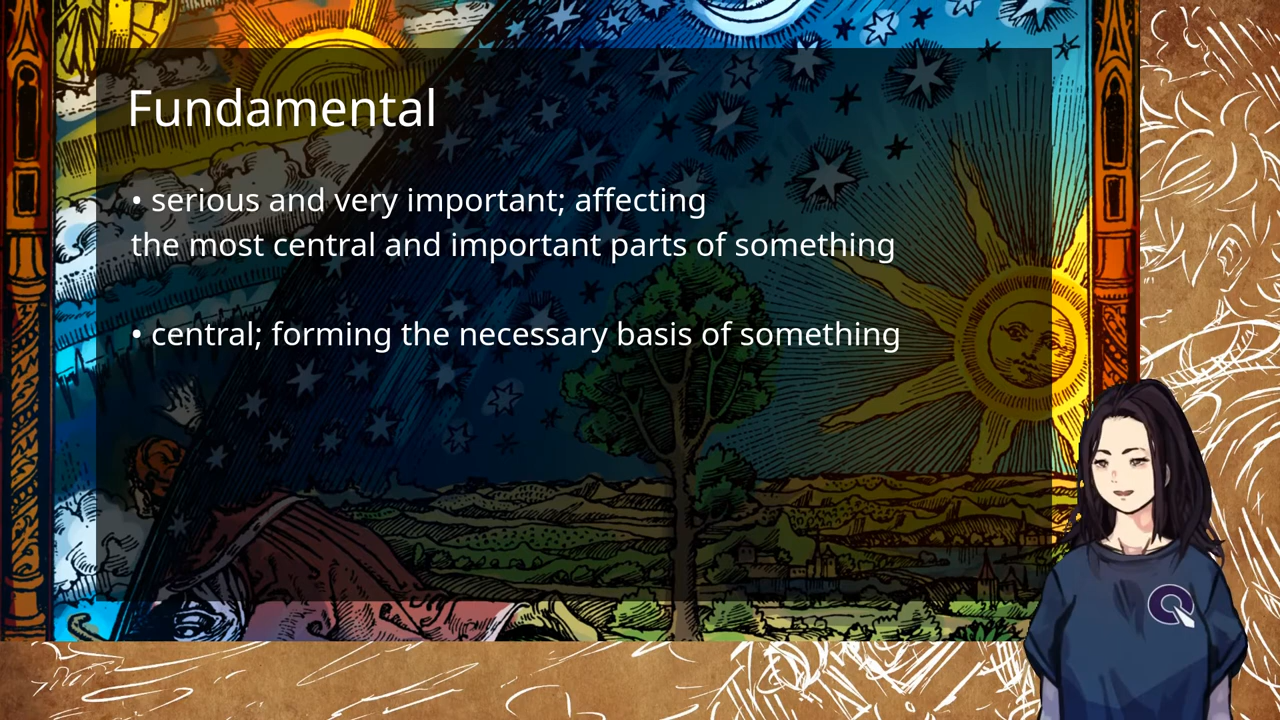 Fundamental
• serious and very important; affecting
the most central and important parts of something
• central; forming the necessary basis of something